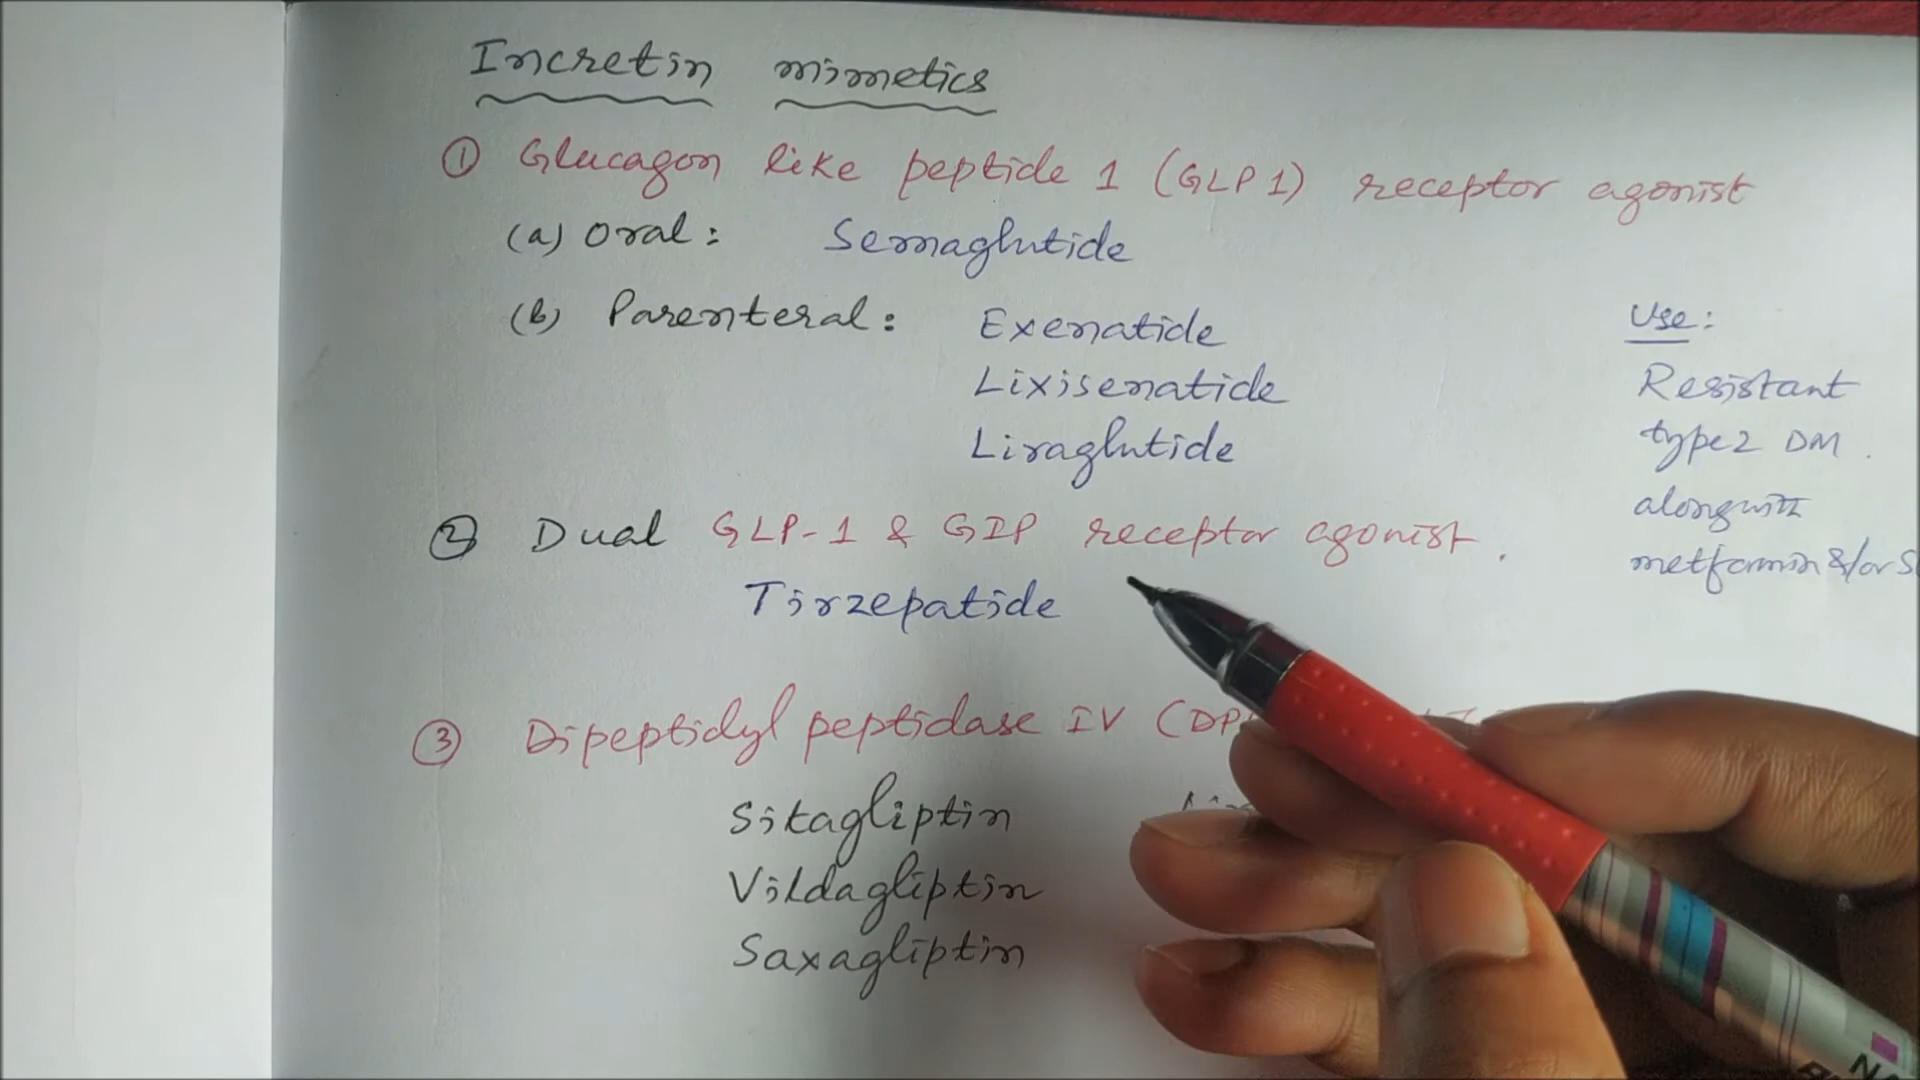 Incretin mimetics
① Glucagon like peptide 1 (GLP1) receptor agonist
(a) Oral: Semaglutide
(b) Parenteral: Exenatide
Lixisenatide
Liraglutide
Use:
Resistant
type 2 DM.
alongwith
metformin &/or S
② Dual GLP-1 & GIP receptor agonist.
Tirzepatide
③ Dipeptidyl peptidase IV (DP
Sitagliptin
Vildagliptin
Saxagliptin